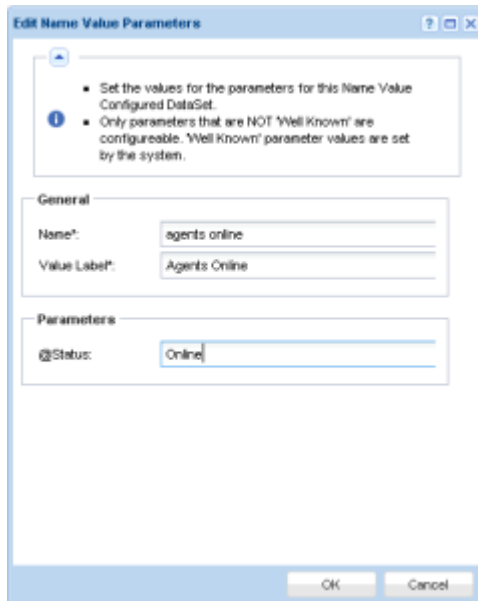 Edit Name Value Parameters
Set the values for the parameters for this Name Value
Configured DataSet.
Only parameters that are NOT 'Well Known' are
configureable. 'Well Known' parameter values are set
by the system.
General
Name*: agents online
Value Label*: Agents Online
Parameters
@Status: Online
OK Cancel